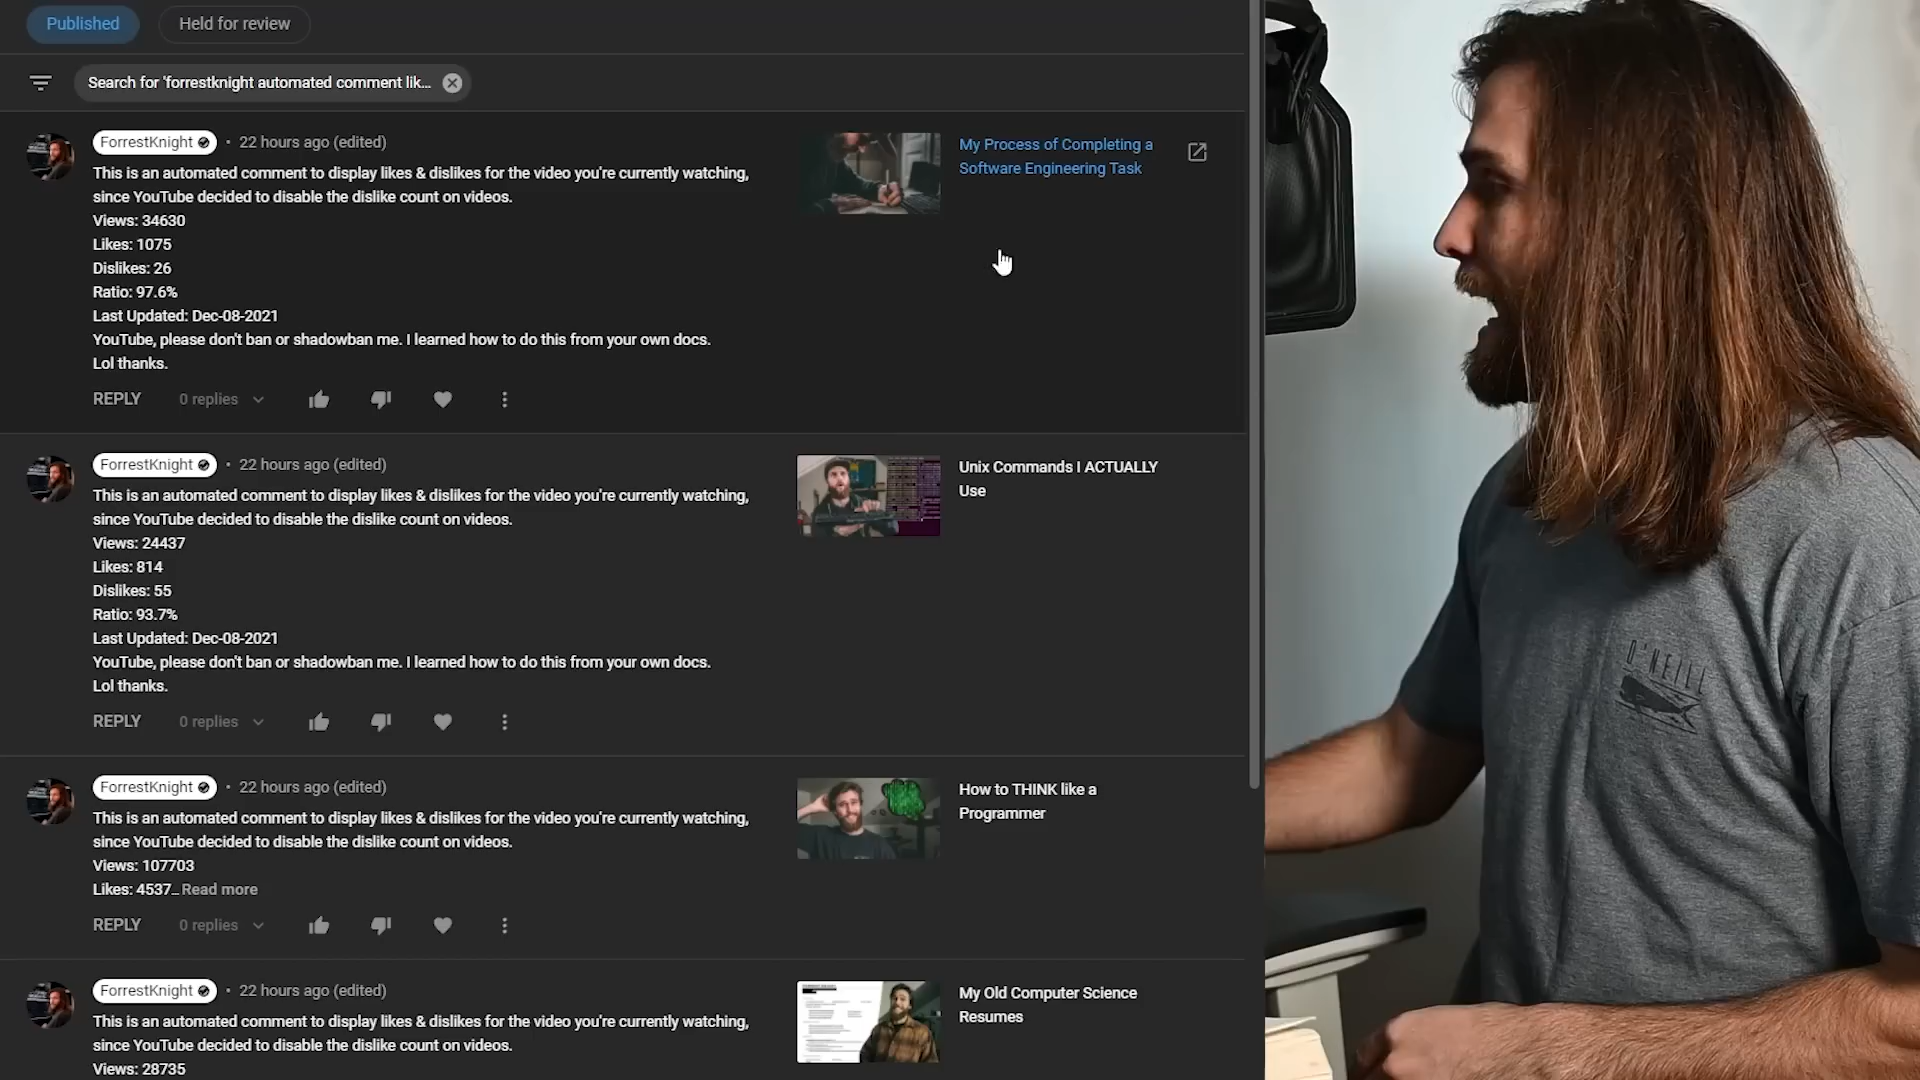 Published
Held for review
Search for 'forrestknight automated comment lik...
ForrestKnight • 22 hours ago (edited)
This is an automated comment to display likes & dislikes for the video you're currently watching,
since YouTube decided to disable the dislike count on videos.
Views: 34630
Likes: 1075
Dislikes: 26
Ratio: 97.6%
Last Updated: Dec-08-2021
YouTube, please don't ban or shadowban me. I learned how to do this from your own docs.
Lol thanks.
REPLY
0 replies
My Process of Completing a
Software Engineering Task
ForrestKnight • 22 hours ago (edited)
This is an automated comment to display likes & dislikes for the video you're currently watching,
since YouTube decided to disable the dislike count on videos.
Views: 24437
Likes: 814
Dislikes: 55
Ratio: 93.7%
Last Updated: Dec-08-2021
YouTube, please don't ban or shadowban me. I learned how to do this from your own docs.
Lol thanks.
REPLY
0 replies
Unix Commands I ACTUALLY
Use
ForrestKnight • 22 hours ago (edited)
This is an automated comment to display likes & dislikes for the video you're currently watching,
since YouTube decided to disable the dislike count on videos.
Views: 107703
Likes: 4537... Read more
REPLY
0 replies
How to THINK like a
Programmer
ForrestKnight • 22 hours ago (edited)
This is an automated comment to display likes & dislikes for the video you're currently watching,
since YouTube decided to disable the dislike count on videos.
Views: 28735
My Old Computer Science
Resumes
O'NEILL